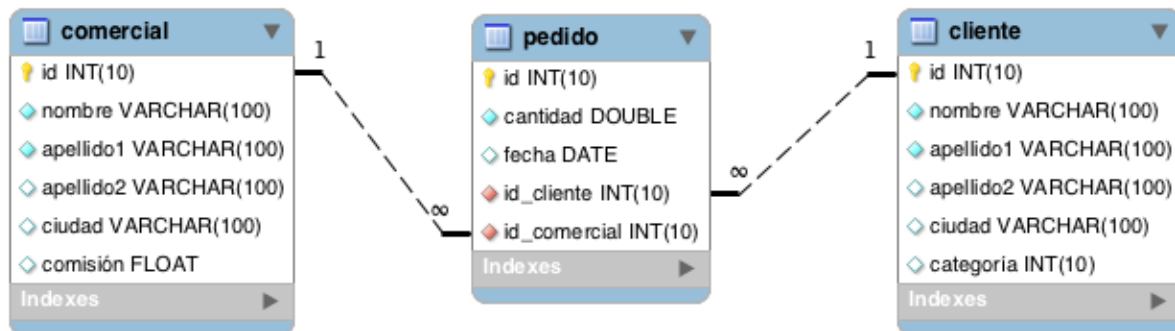 comercial
id INT(10)
nombre VARCHAR(100)
apellido1 VARCHAR(100)
apellido2 VARCHAR(100)
ciudad VARCHAR(100)
comisión FLOAT
Indexes
1
∞
pedido
id INT(10)
cantidad DOUBLE
fecha DATE
id_cliente INT(10)
id_comercial INT(10)
Indexes
1
∞
cliente
id INT(10)
nombre VARCHAR(100)
apellido1 VARCHAR(100)
apellido2 VARCHAR(100)
ciudad VARCHAR(100)
categoría INT(10)
Indexes